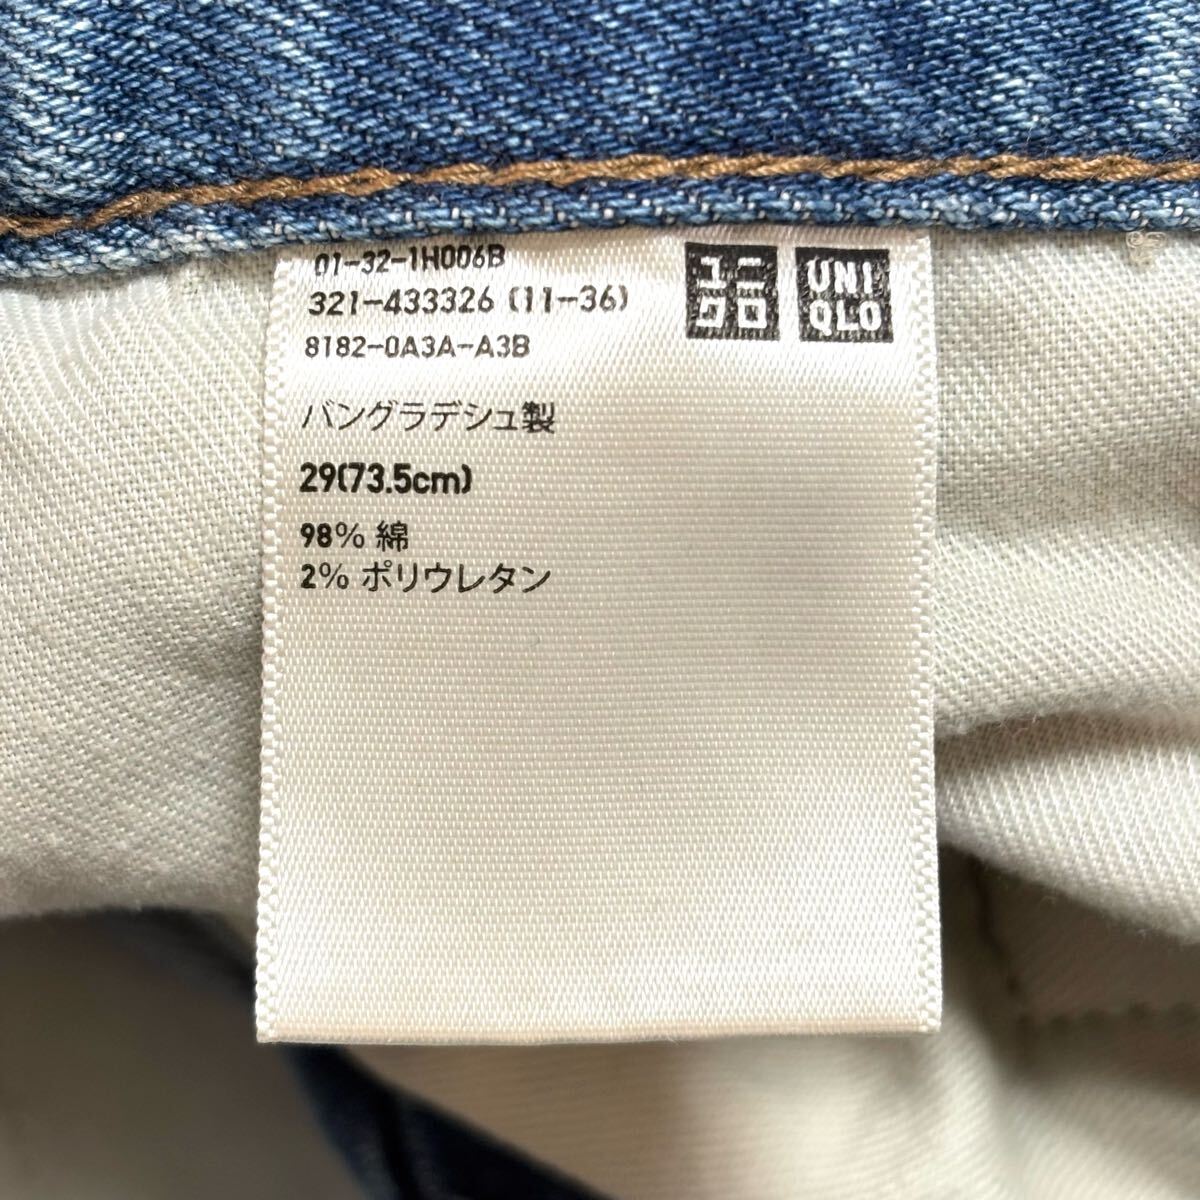 01-32-1H006B
321-433326 (11-36)
8182-0A3A-A3B
ユニ
クロ
UNI
QLO
バングラデシュ製
29(73.5cm)
98% 綿
2% ポリウレタン